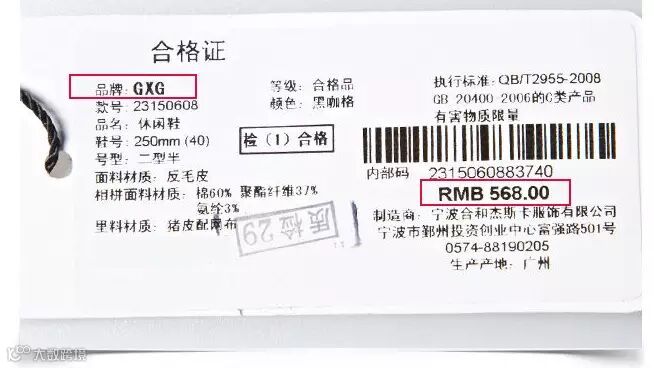 合格证
品牌: GXG
款号: 23150608
品名: 休闲鞋
鞋号: 250mm (40)
号型: 二型半
面料材质: 反毛皮
相拼面料材质: 棉60% 聚酯纤维37%
氨纶3%
里料材质: 猪皮配网布
等级: 合格品
颜色: 黑咖格
检(1)合格
质检29
执行标准: QB/T2955-2008
GB 20400-2006的C类产品
有害物质限量
内部码 2315060883740
RMB 568.00
制造商: 宁波合和杰斯卡服饰有限公司
宁波市鄞州投资创业中心富强路501号
0574-88190205
生产产地: 广州
大数跨境